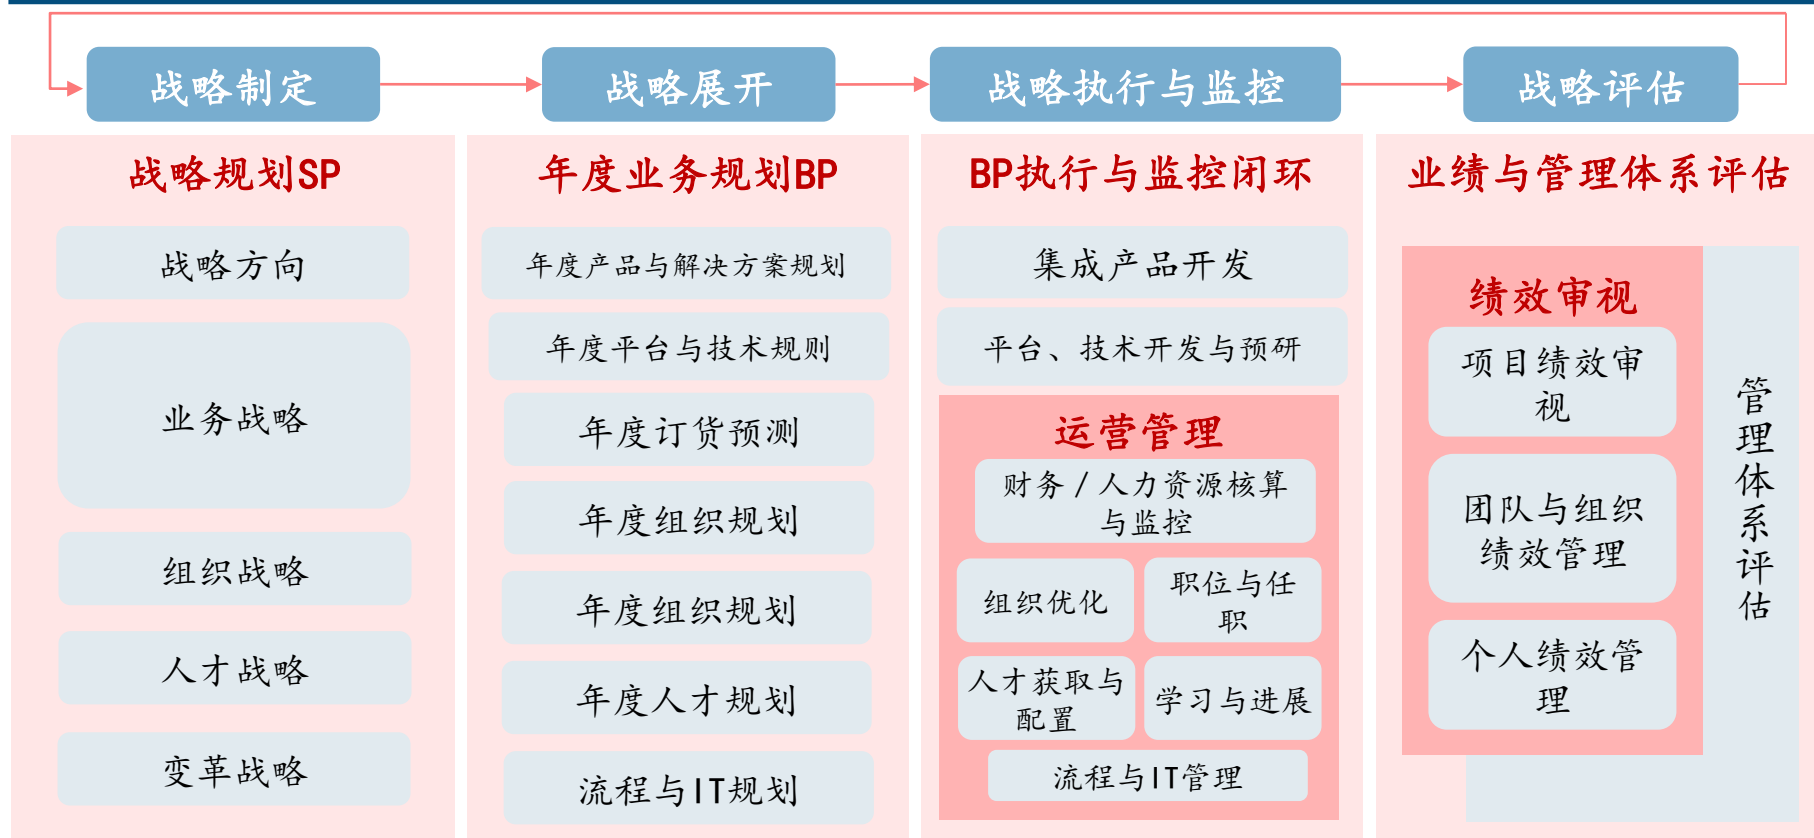 战略制定
战略展开
战略执行与监控
战略评估
战略规划SP
战略方向
业务战略
组织战略
人才战略
变革战略
年度业务规划BP
年度产品与解决方案规划
年度平台与技术规则
年度订货预测
年度组织规划
年度组织规划
年度人才规划
流程与IT规划
BP执行与监控闭环
集成产品开发
平台、技术开发与预研
运营管理
财务/人力资源核算
与监控
组织优化
职位与任
职
人才获取与
配置
学习与进展
流程与IT管理
业绩与管理体系评估
绩效审视
项目绩效审
视
团队与组织
绩效管理
个人绩效管
理
管理体系评估